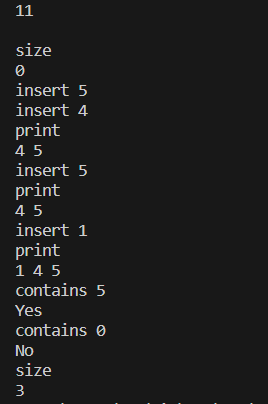 11

size
0
insert 5
insert 4
print
4 5
insert 5
print
4 5
insert 1
print
1 4 5
contains 5
Yes
contains 0
No
size
3